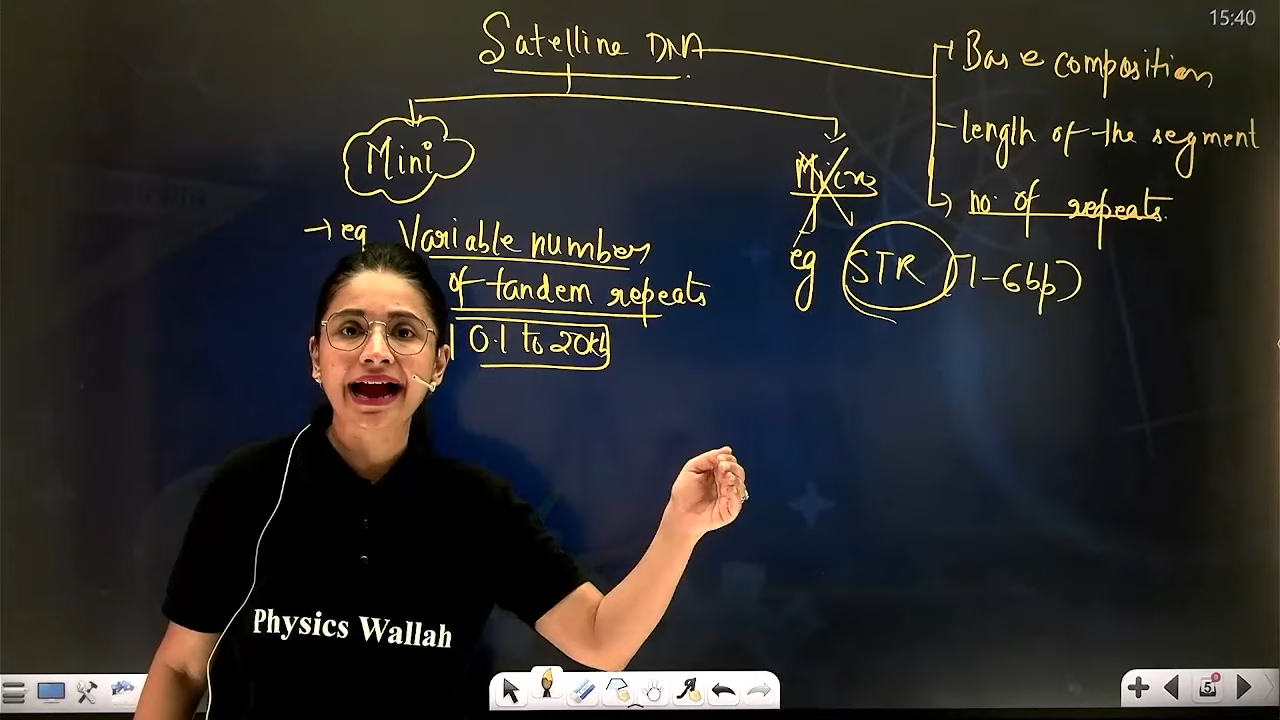 15:40
Satelline DNA
Base composition
length of the segment
no. of repeats.
Mini
Micro
→ eg Variable number
of tandem repeats
0.1 to 20kb
eg STR (1-6bp)
Physics Wallah
5